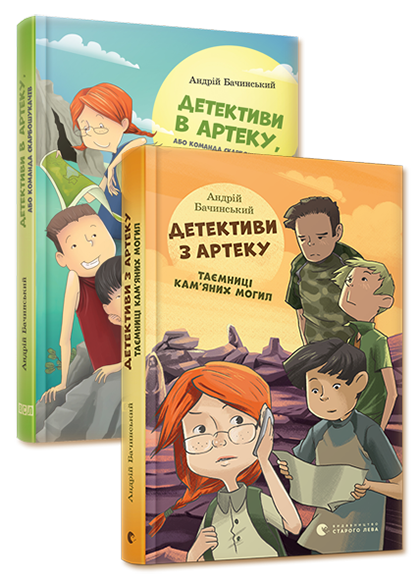 Андрій Бачинський
ДЕТЕКТИВИ
В АРТЕКУ,
АБО КОМАНДА СКАРБОШУКАЧІВ
ДЕТЕКТИВИ В АРТЕКУ,
АБО КОМАНДА СКАРБОШУКАЧІВ
Андрій Бачинський
Андрій
Бачинський
ДЕТЕКТИВИ
З АРТЕКУ
ТАЄМНИЦІ
КАМ'ЯНИХ МОГИЛ
ДЕТЕКТИВИ З АРТЕКУ
ТАЄМНИЦІ КАМ'ЯНИХ МОГИЛ
Андрій Бачинський
ВИДАВНИЦТВО
СТАРОГО ЛЕВА